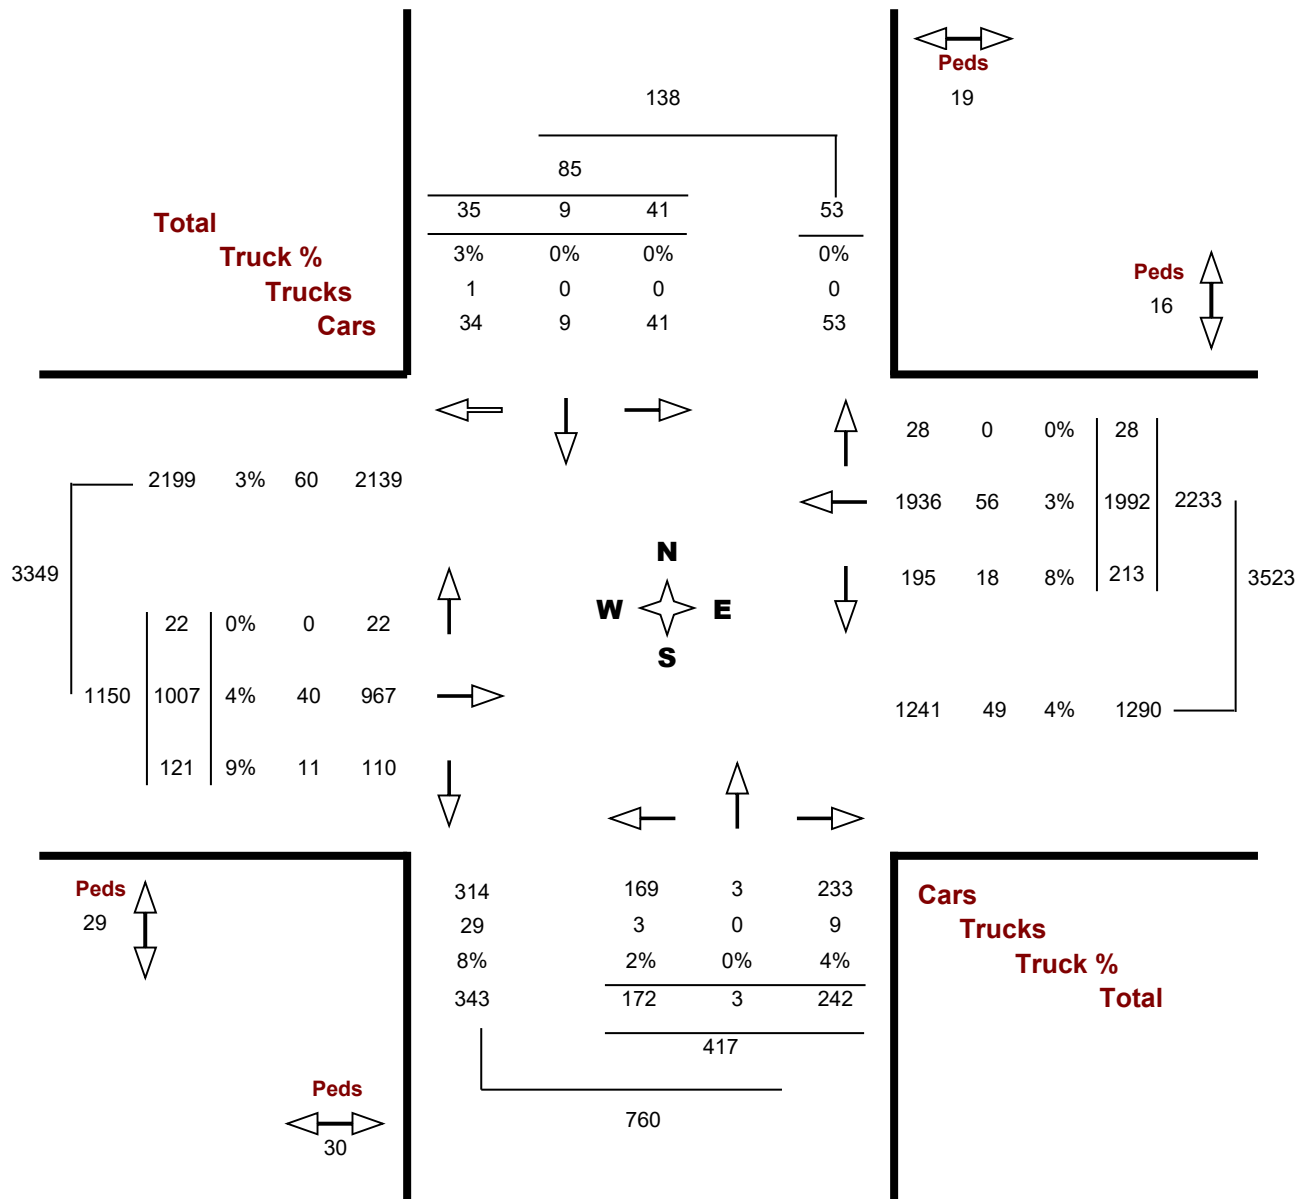 Peds
138
19
85
35 9 41 53
Total
Truck % 3% 0% 0% 0%
Peds
Trucks 1 0 0 0
16
Cars 34 9 41 53
28 0 0% 28
2199 3% 60 2139
1936 56 3% 1992 2233
N
3349
195 18 8% 213 3523
W E
22 0% 0 22
S
1150 1007 4% 40 967
1241 49 4% 1290
121 9% 11 110
Peds
314 169 3 233
Cars
29
29 3 0 9
Trucks
8% 2% 0% 4%
Truck %
343 172 3 242
Total
417
Peds
760
30